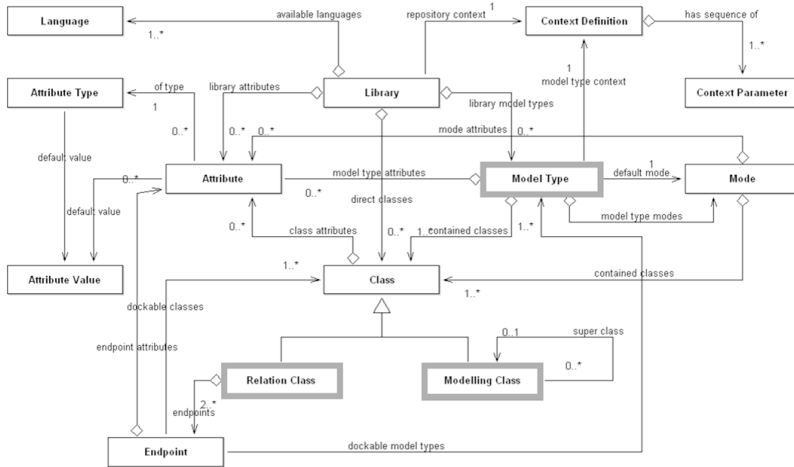 Language
available languages
repository context
1
Context Definition
has sequence of
1..*
1
1..*
model type context
Attribute Type
of type
library attributes
Library
library model types
Context Parameter
1
0..*
0..*
0..*
mode attributes
0..*
default value
0..*
Attribute
model type attributes
Model Type
1
default mode
Mode
0..*
default value
direct classes
model type modes
0..*
class attributes
0..*
1..*
contained classes
1..*
Attribute Value
1..*
Class
contained classes
1..*
dockable classes
endpoint attributes
0..1
super class
Relation Class
Modelling Class
0..*
2..*
endpoints
Endpoint
dockable model types